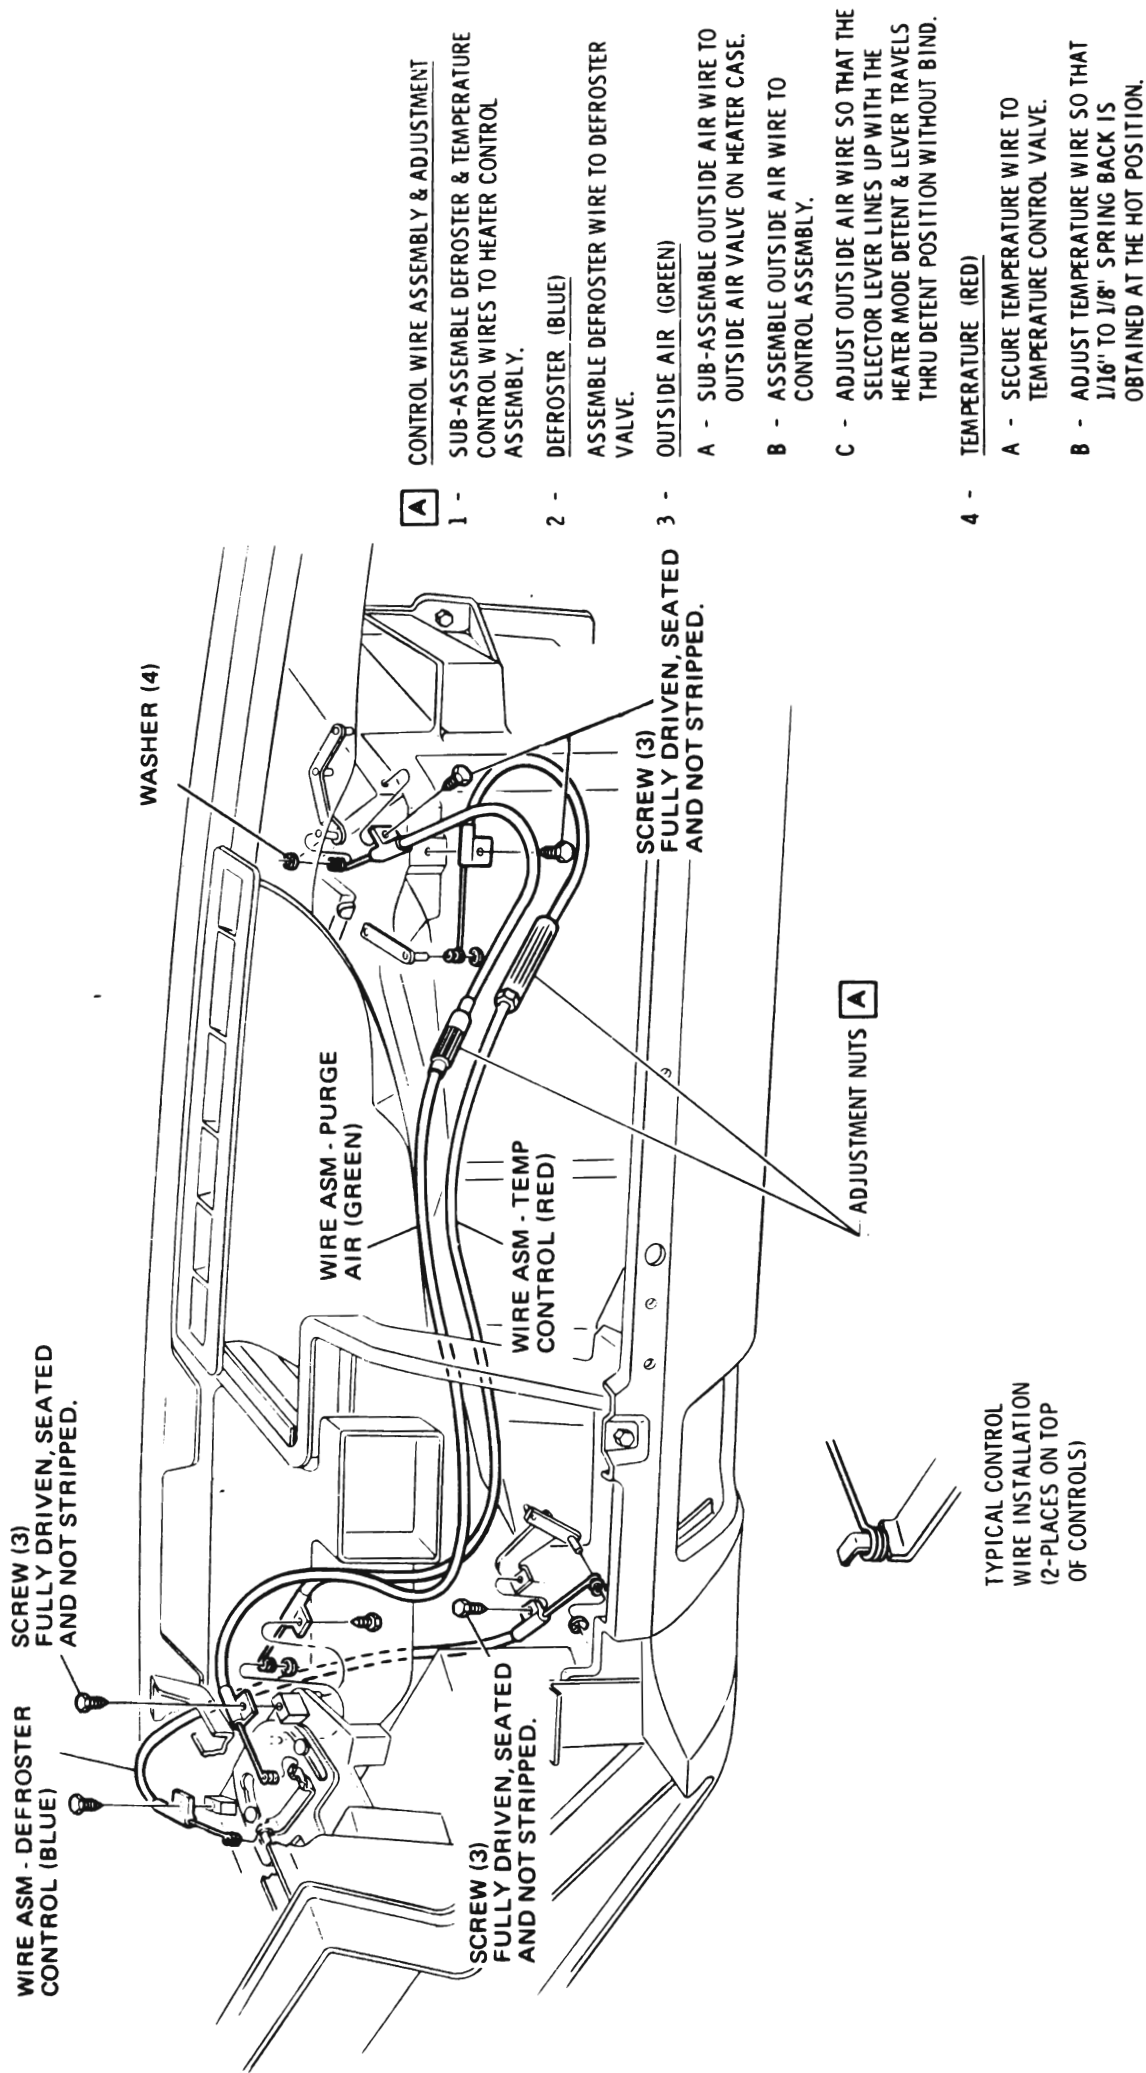 WIRE ASM - DEFROSTER
CONTROL (BLUE)
SCREW (3)
FULLY DRIVEN, SEATED
AND NOT STRIPPED.
WASHER (4)
WIRE ASM - PURGE
AIR (GREEN)
SCREW (3)
FULLY DRIVEN, SEATED
AND NOT STRIPPED.
WIRE ASM - TEMP
CONTROL (RED)
SCREW (3)
FULLY DRIVEN, SEATED
AND NOT STRIPPED.
ADJUSTMENT NUTS A
TYPICAL CONTROL
WIRE INSTALLATION
(2-PLACES ON TOP
OF CONTROLS)
A CONTROL WIRE ASSEMBLY & ADJUSTMENT
1 - SUB-ASSEMBLE DEFROSTER & TEMPERATURE
CONTROL WIRES TO HEATER CONTROL
ASSEMBLY.
2 - DEFROSTER (BLUE)
ASSEMBLE DEFROSTER WIRE TO DEFROSTER
VALVE.
3 - OUTSIDE AIR (GREEN)
A - SUB-ASSEMBLE OUTSIDE AIR WIRE TO
OUTSIDE AIR VALVE ON HEATER CASE.
B - ASSEMBLE OUTSIDE AIR WIRE TO
CONTROL ASSEMBLY.
C - ADJUST OUTSIDE AIR WIRE SO THAT THE
SELECTOR LEVER LINES UP WITH THE
HEATER MODE DETENT & LEVER TRAVELS
THRU DETENT POSITION WITHOUT BIND.
4 - TEMPERATURE (RED)
A - SECURE TEMPERATURE WIRE TO
TEMPERATURE CONTROL VALVE.
B - ADJUST TEMPERATURE WIRE SO THAT
1/16" TO 1/8" SPRING BACK IS
OBTAINED AT THE HOT POSITION.